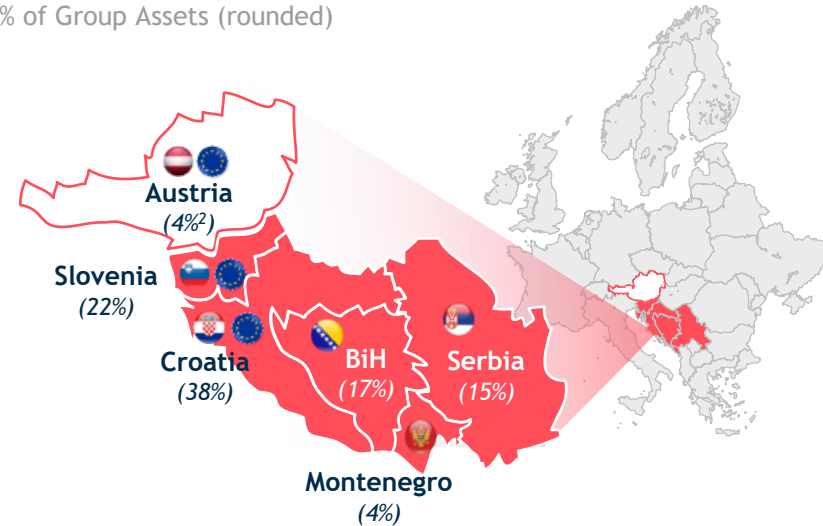 % of Group Assets (rounded)
Austria
(4%²)
Slovenia
(22%)
Croatia
(38%)
BiH
(17%)
Serbia
(15%)
Montenegro
(4%)